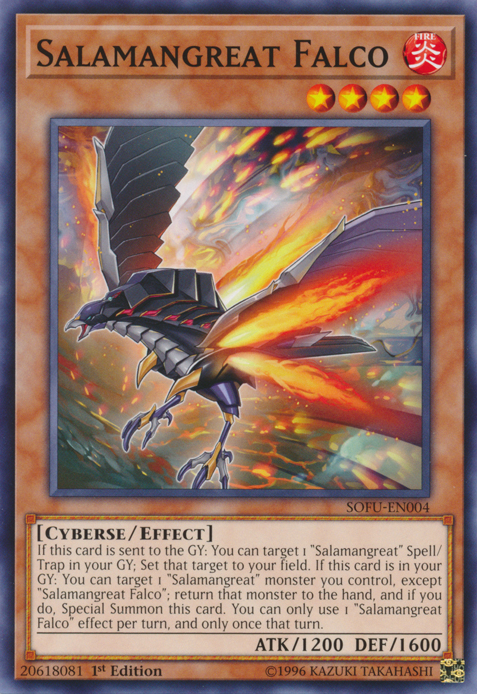 SALAMANGREAT FALCO
FIRE
炎
SOFU-EN004
[CYBERSE/EFFECT]
If this card is sent to the GY: You can target 1 "Salamangreat" Spell/
Trap in your GY; Set that target to your field. If this card is in your
GY: You can target 1 "Salamangreat" monster you control, except
"Salamangreat Falco"; return that monster to the hand, and if you
do, Special Summon this card. You can only use 1 "Salamangreat
Falco" effect per turn, and only once that turn.
ATK/1200 DEF/1600
20618081 1st Edition
©1996 KAZUKI TAKAHASHI